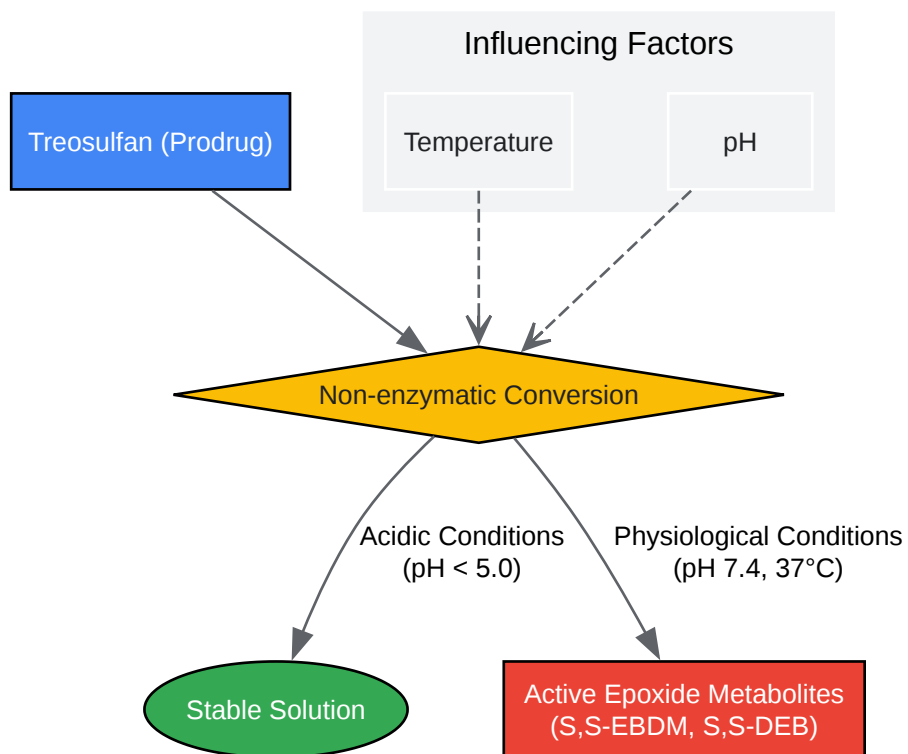 Influencing Factors
Treosulfan (Prodrug)
Temperature
pH
Non-enzymatic Conversion
Acidic Conditions
(pH < 5.0)
Physiological Conditions
(pH 7.4, 37°C)
Stable Solution
Active Epoxide Metabolites
(S,S-EBDM, S,S-DEB)